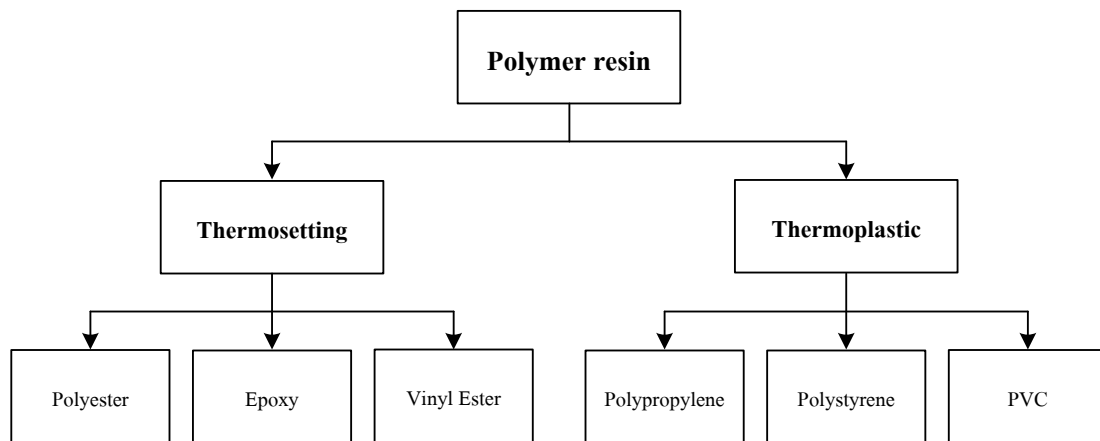 Polymer resin
Thermosetting
Thermoplastic
Polyester
Epoxy
Vinyl Ester
Polypropylene
Polystyrene
PVC